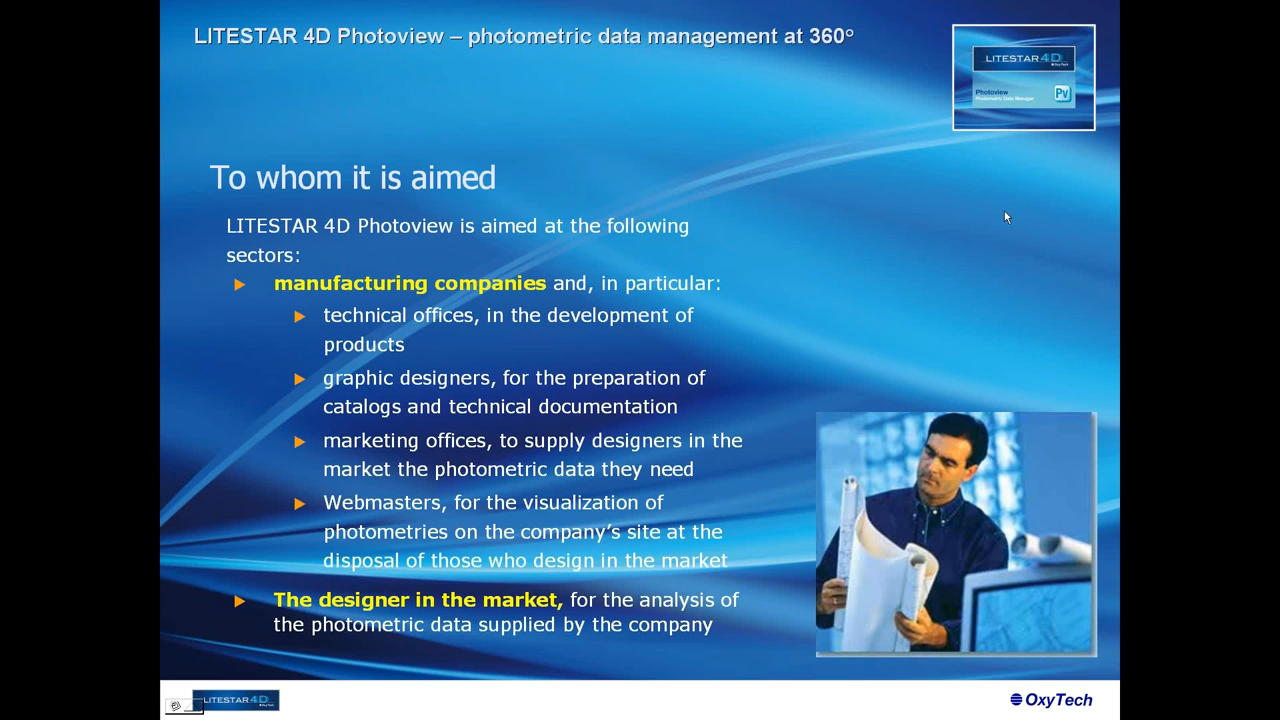 LITESTAR 4D Photoview – photometric data management at 360°
LITESTAR 4D
OxyTech
Photoview
Photometric Data Manager
Pv
To whom it is aimed
LITESTAR 4D Photoview is aimed at the following
sectors:
manufacturing companies and, in particular:
technical offices, in the development of
products
graphic designers, for the preparation of
catalogs and technical documentation
marketing offices, to supply designers in the
market the photometric data they need
Webmasters, for the visualization of
photometries on the company’s site at the
disposal of those who design in the market
The designer in the market, for the analysis of
the photometric data supplied by the company
LITESTAR 4D
OxyTech